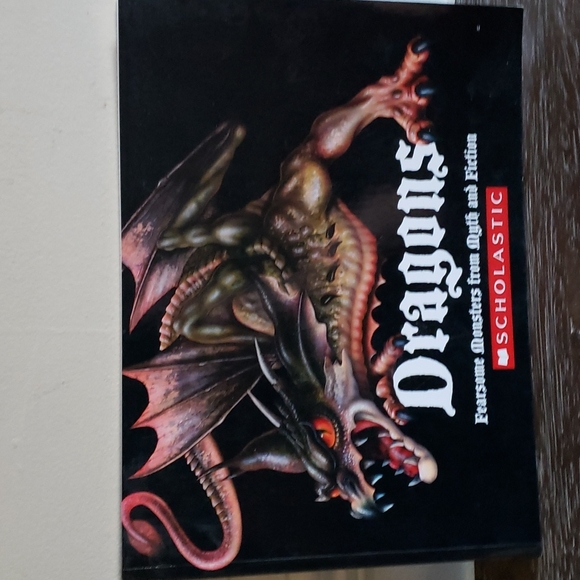 Dragons
Fearsome Monsters from Myth and Fiction
SCHOLASTIC